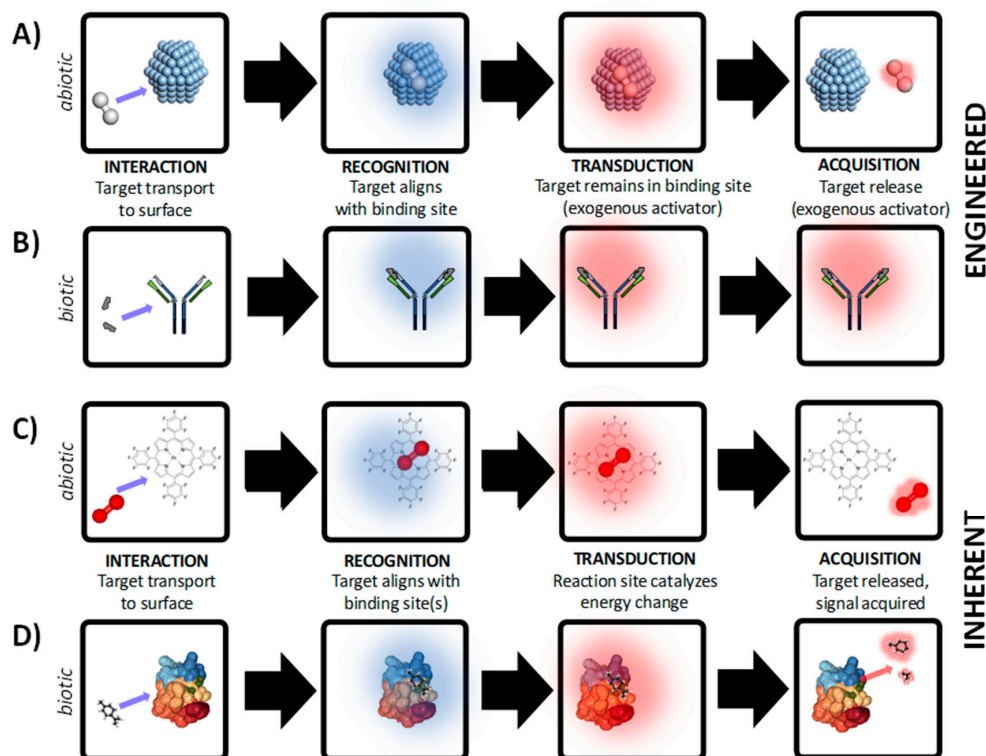 A)
abiotic
INTERACTION
Target transport
to surface
RECOGNITION
Target aligns
with binding site
TRANSDUCTION
Target remains in binding site
(exogenous activator)
ACQUISITION
Target release
(exogenous activator)
ENGINEERED
B)
biotic
C)
abiotic
INTERACTION
Target transport
to surface
RECOGNITION
Target aligns with
binding site(s)
TRANSDUCTION
Reaction site catalyzes
energy change
ACQUISITION
Target released,
signal acquired
INHERENT
D)
biotic